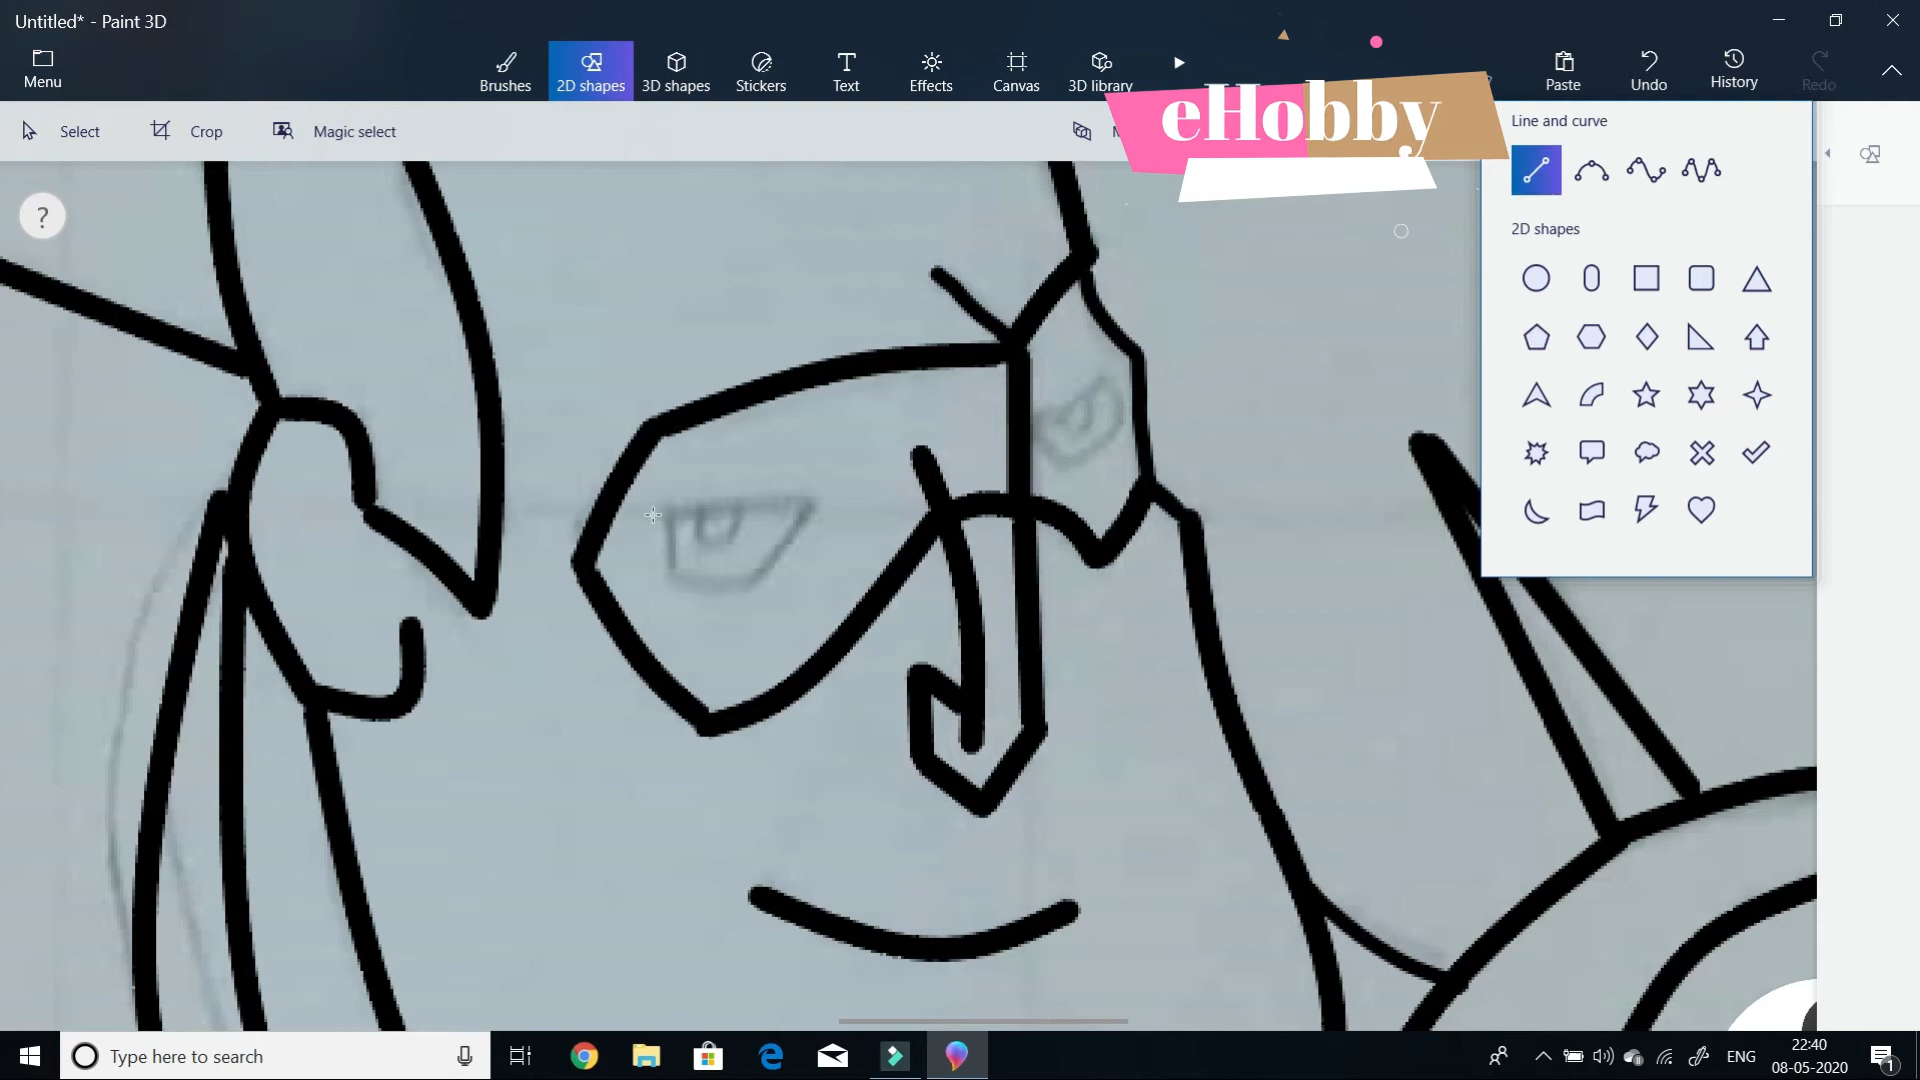 Untitled* - Paint 3D
Menu
Brushes
2D shapes
3D shapes
Stickers
Text
Effects
Canvas
3D library
Paste
Undo
History
Redo
Select
Crop
Magic select
eHobby
Line and curve
2D shapes
?
Type here to search
ENG
22:40
08-05-2020
1